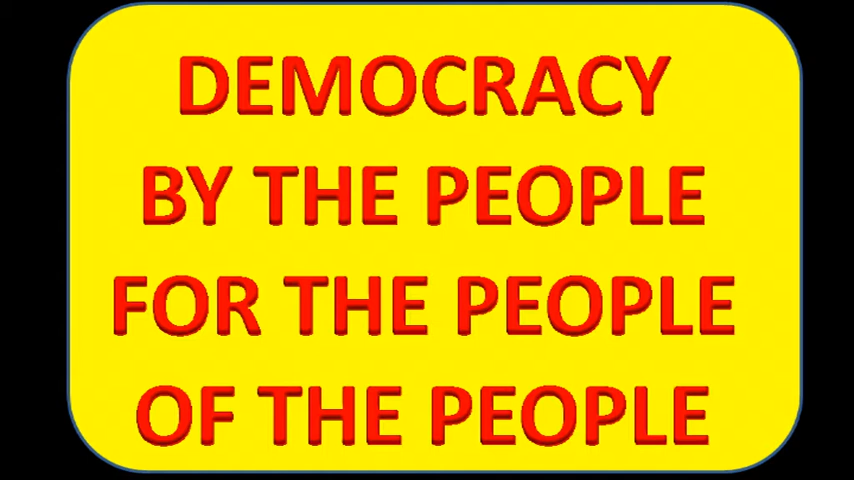 DEMOCRACY
BY THE PEOPLE
FOR THE PEOPLE
OF THE PEOPLE